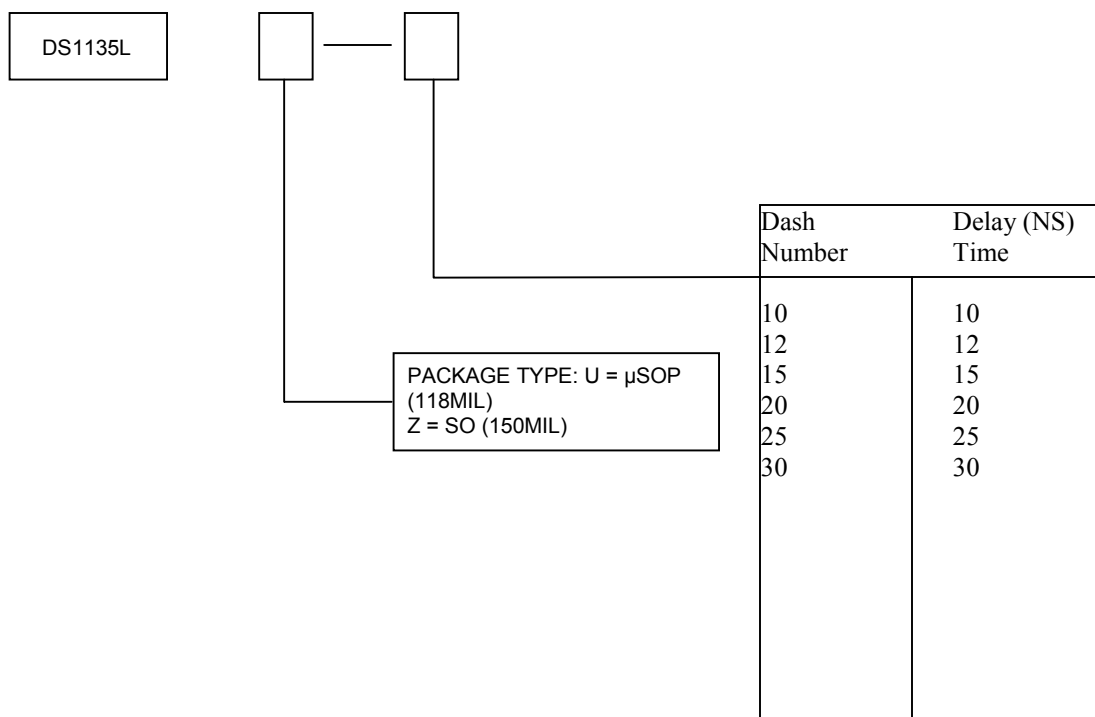 DS1135L
Dash Delay (NS)
Number Time
10 10
12 12
15 15
20 20
25 25
30 30
PACKAGE TYPE: U = µSOP
(118MIL)
Z = SO (150MIL)